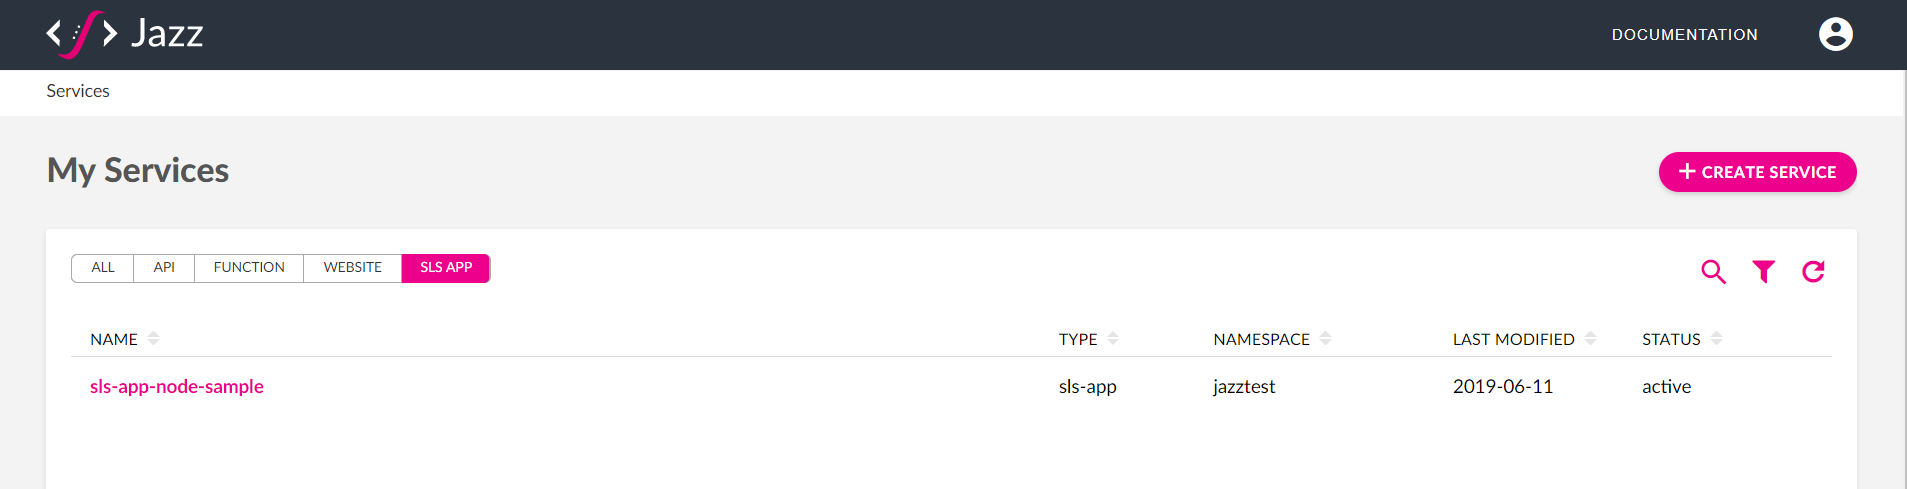 Jazz
DOCUMENTATION
Services
My Services
+ CREATE SERVICE
ALL API FUNCTION WEBSITE SLS APP
NAME TYPE NAMESPACE LAST MODIFIED STATUS
sls-app-node-sample sls-app jazztest 2019-06-11 active